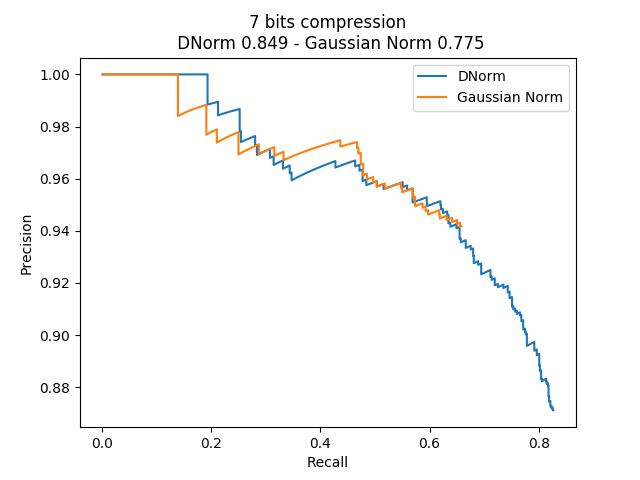 7 bits compression
DNorm 0.849 - Gaussian Norm 0.775
DNorm
Gaussian Norm
1.00
0.98
0.96
0.94
0.92
0.90
0.88
Precision
0.0 0.2 0.4 0.6 0.8
Recall